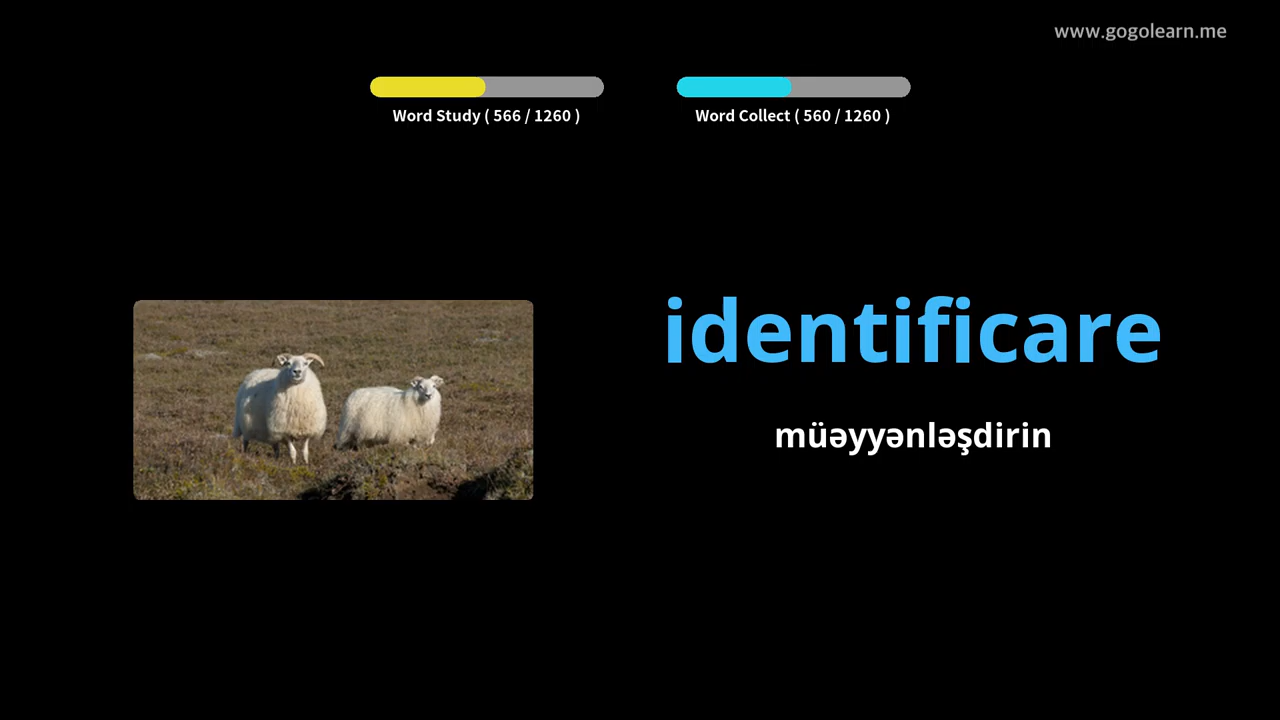 www.gogolearn.me
Word Study ( 566 / 1260 )
Word Collect ( 560 / 1260 )
identificare
müəyyənləşdirin